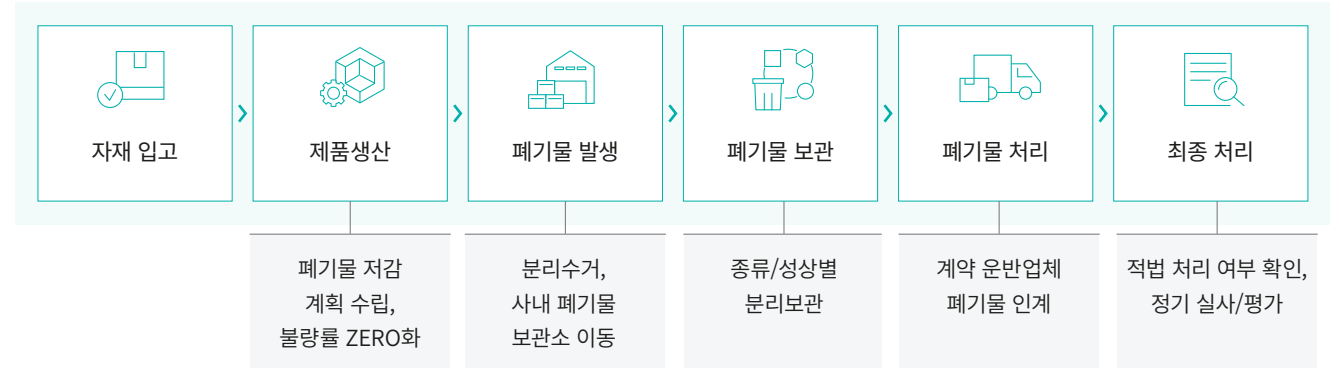 자재 입고
제품생산
폐기물 발생
폐기물 보관
폐기물 처리
최종 처리
폐기물 저감
계획 수립,
불량률 ZERO화
분리수거,
사내 폐기물
보관소 이동
종류/성상별
분리보관
계약 운반업체
폐기물 인계
적법 처리 여부 확인,
정기 실사/평가